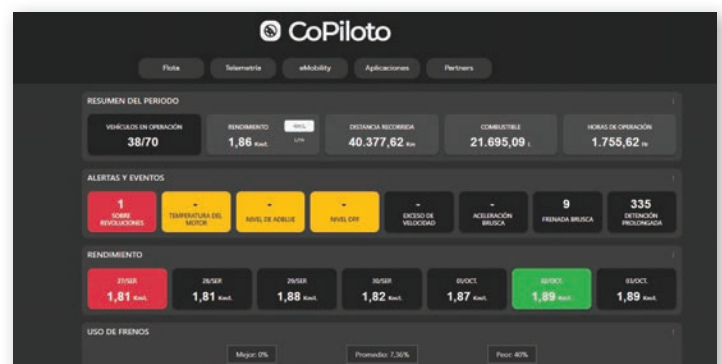 CoPiloto
Flota Telemetría eMobility Aplicaciones Partners
RESUMEN DEL PERIODO
VEHÍCULOS EN OPERACIÓN RENDIMIENTO Km/L DISTANCIA RECORRIDA COMBUSTIBLE HORAS DE OPERACIÓN
38/70 1,86 Km/L 40.377,62 Km 21.695,09 L 1.755,62 Hr
ALERTAS Y EVENTOS
1 - - - - - 9 335
SOBRE REVOLUCIONES TEMPERATURA DEL MOTOR NIVEL DE ADBLUE NIVEL DPF EXCESO DE VELOCIDAD ACELERACIÓN BRUSCA FRENADA BRUSCA DETENCIÓN PROLONGADA
RENDIMIENTO
27/SEP. 28/SEP. 29/SEP. 30/SEP. 01/OCT. 02/OCT. 03/OCT.
1,81 Km/L 1,81 Km/L 1,88 Km/L 1,82 Km/L 1,87 Km/L 1,89 Km/L 1,89 Km/L
USO DE FRENOS
Mejor: 0% Promedio: 7,36% Peor: 40%